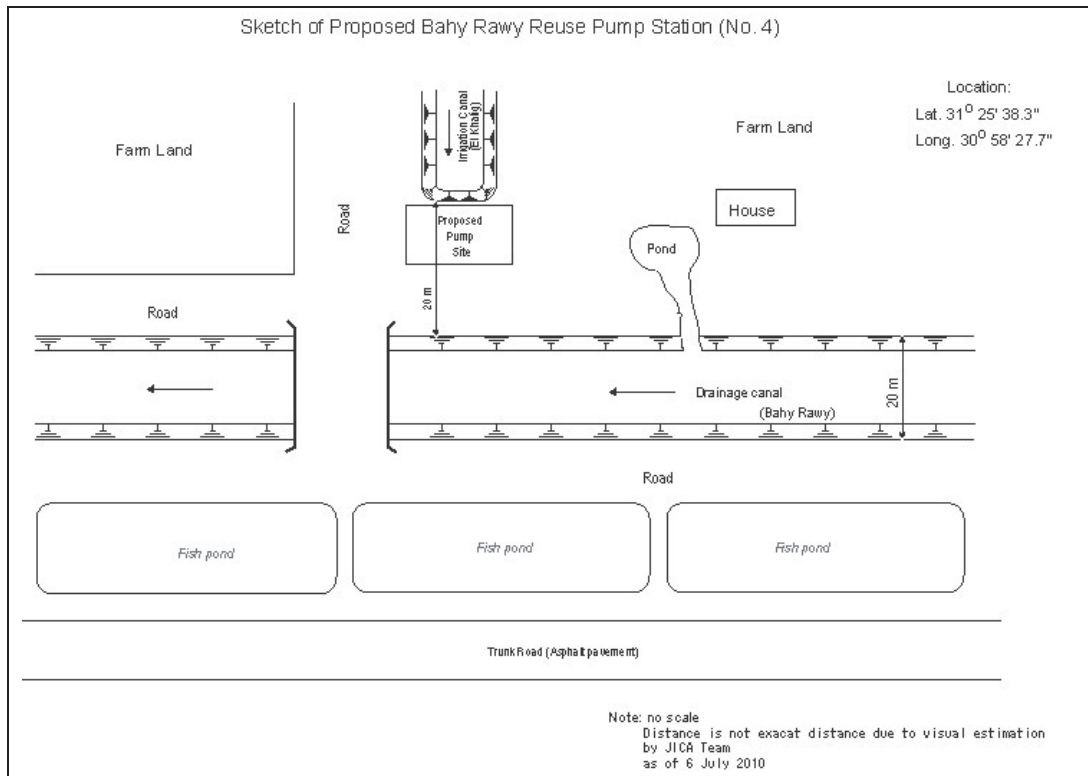 Sketch of Proposed Bahy Rawy Reuse Pump Station (No. 4)
Location:
Lat. 31⁰ 25' 38.3"
Long. 30⁰ 58' 27.7"
Irrigation Canal
(El Khalig)
Farm Land
Farm Land
House
Road
Proposed
Pump
Site
Pond
20 m
Road
Drainage canal
(Bahy Rawy)
20 m
Road
Fish pond
Fish pond
Fish pond
Trunk Road (Asphalt pavement)
Note: no scale
Distance is not exacat distance due to visual estimation
by JICA Team
as of 6 July 2010